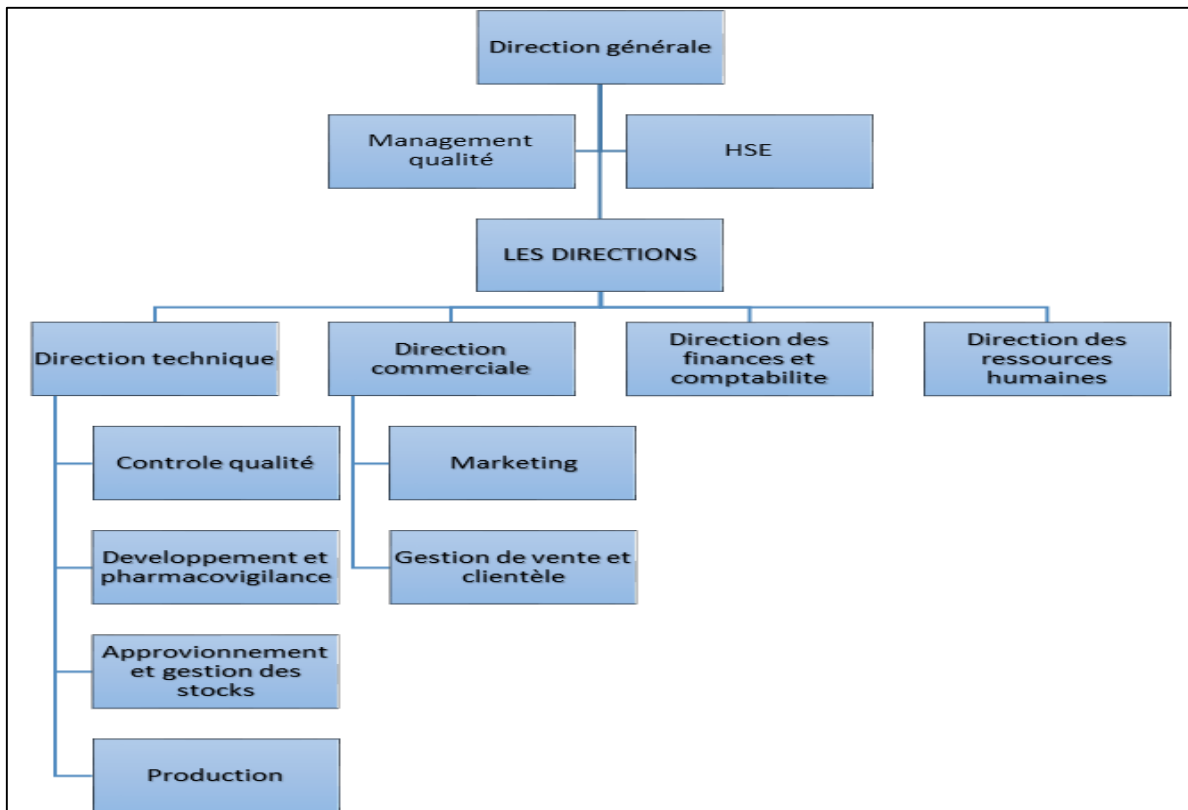 Direction générale
Management
qualité
HSE
LES DIRECTIONS
Direction technique
Direction
commerciale
Direction des
finances et
comptabilite
Direction des
ressources
humaines
Controle qualité
Marketing
Developpement et
pharmacovigilance
Gestion de vente et
clientèle
Approvionnement
et gestion des
stocks
Production